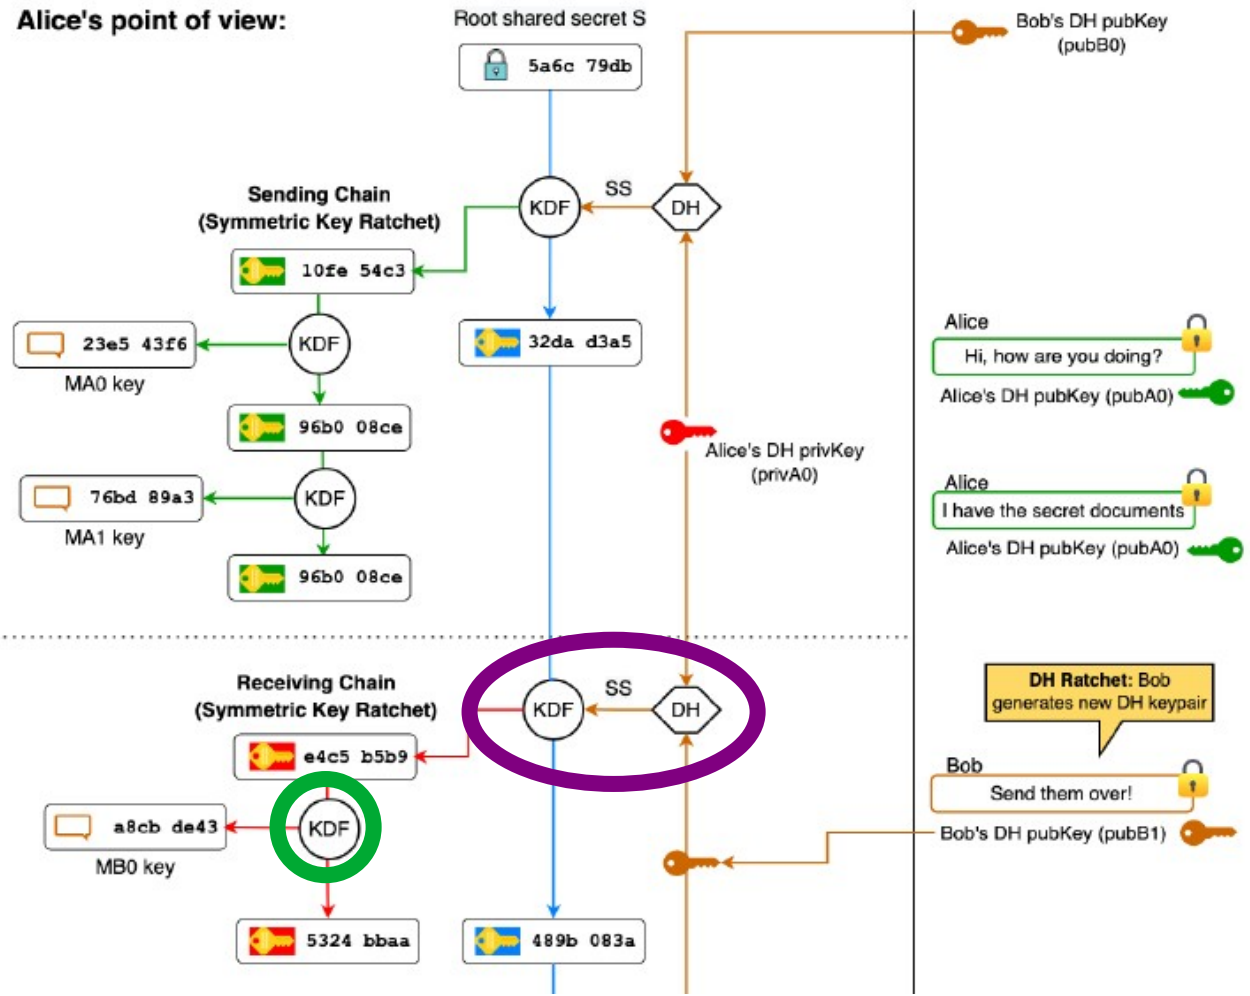 Alice's point of view:
Root shared secret S
5a6c 79db
Bob's DH pubKey
(pubB0)
Sending Chain
(Symmetric Key Ratchet)
KDF
SS
DH
10fe 54c3
23e5 43f6
KDF
MA0 key
32da d3a5
96b0 08ce
76bd 89a3
KDF
MA1 key
96b0 08ce
Alice's DH privKey
(privA0)
Alice
Hi, how are you doing?
Alice's DH pubKey (pubA0)
Alice
I have the secret documents
Alice's DH pubKey (pubA0)
Receiving Chain
(Symmetric Key Ratchet)
KDF
SS
DH
e4c5 b5b9
a8cb de43
KDF
MB0 key
5324 bbaa
489b 083a
DH Ratchet: Bob
generates new DH keypair
Bob
Send them over!
Bob's DH pubKey (pubB1)